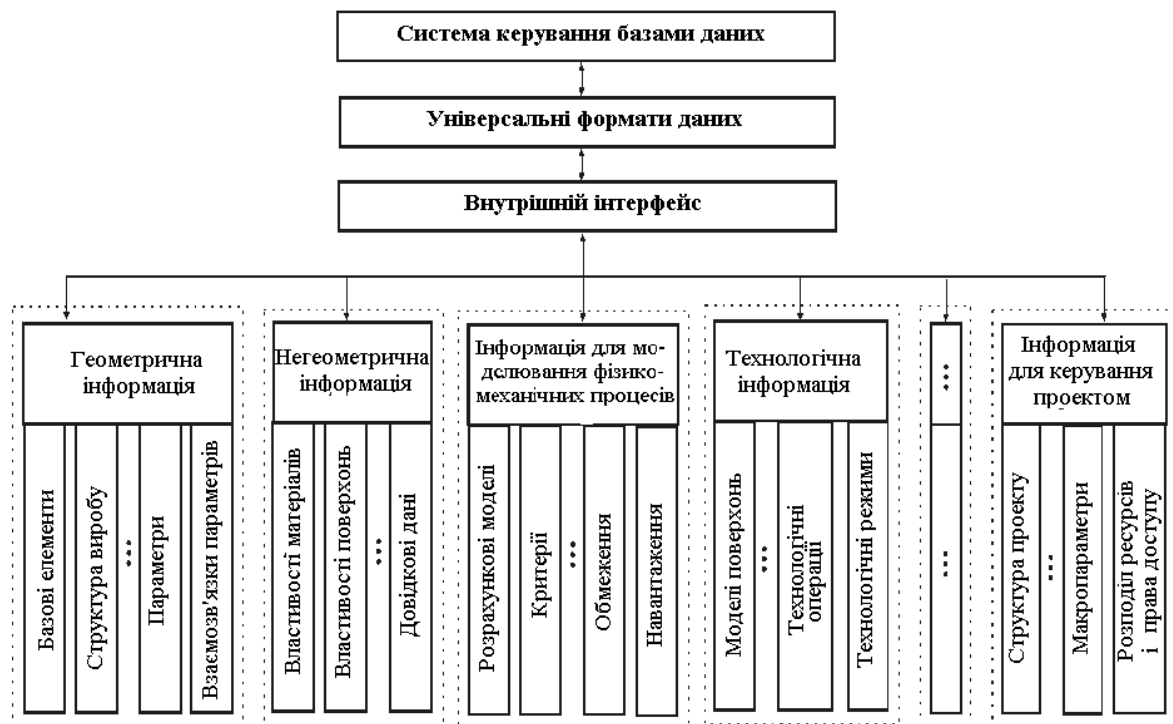 Система керування базами даних
Універсальні формати даних
Внутрішній інтерфейс
Геометрична
інформація
Базові елементи
Структура виробу
...
Параметри
Взаємозв'язки параметрів
Негеометрична
інформація
Властивості матеріалів
Властивості поверхонь
...
Довідкові дані
Інформація для мо-
делювання фізико-
механічних процесів
Розрахункові моделі
Критерії
...
Обмеження
Навантаження
Технологічна
інформація
Моделі поверхонь
...
Технологічні
операції
Технологічні режими
...
...
Інформація
для керування
проектом
Структура проекту
...
Макропараметри
Розподіл ресурсів
і права доступу